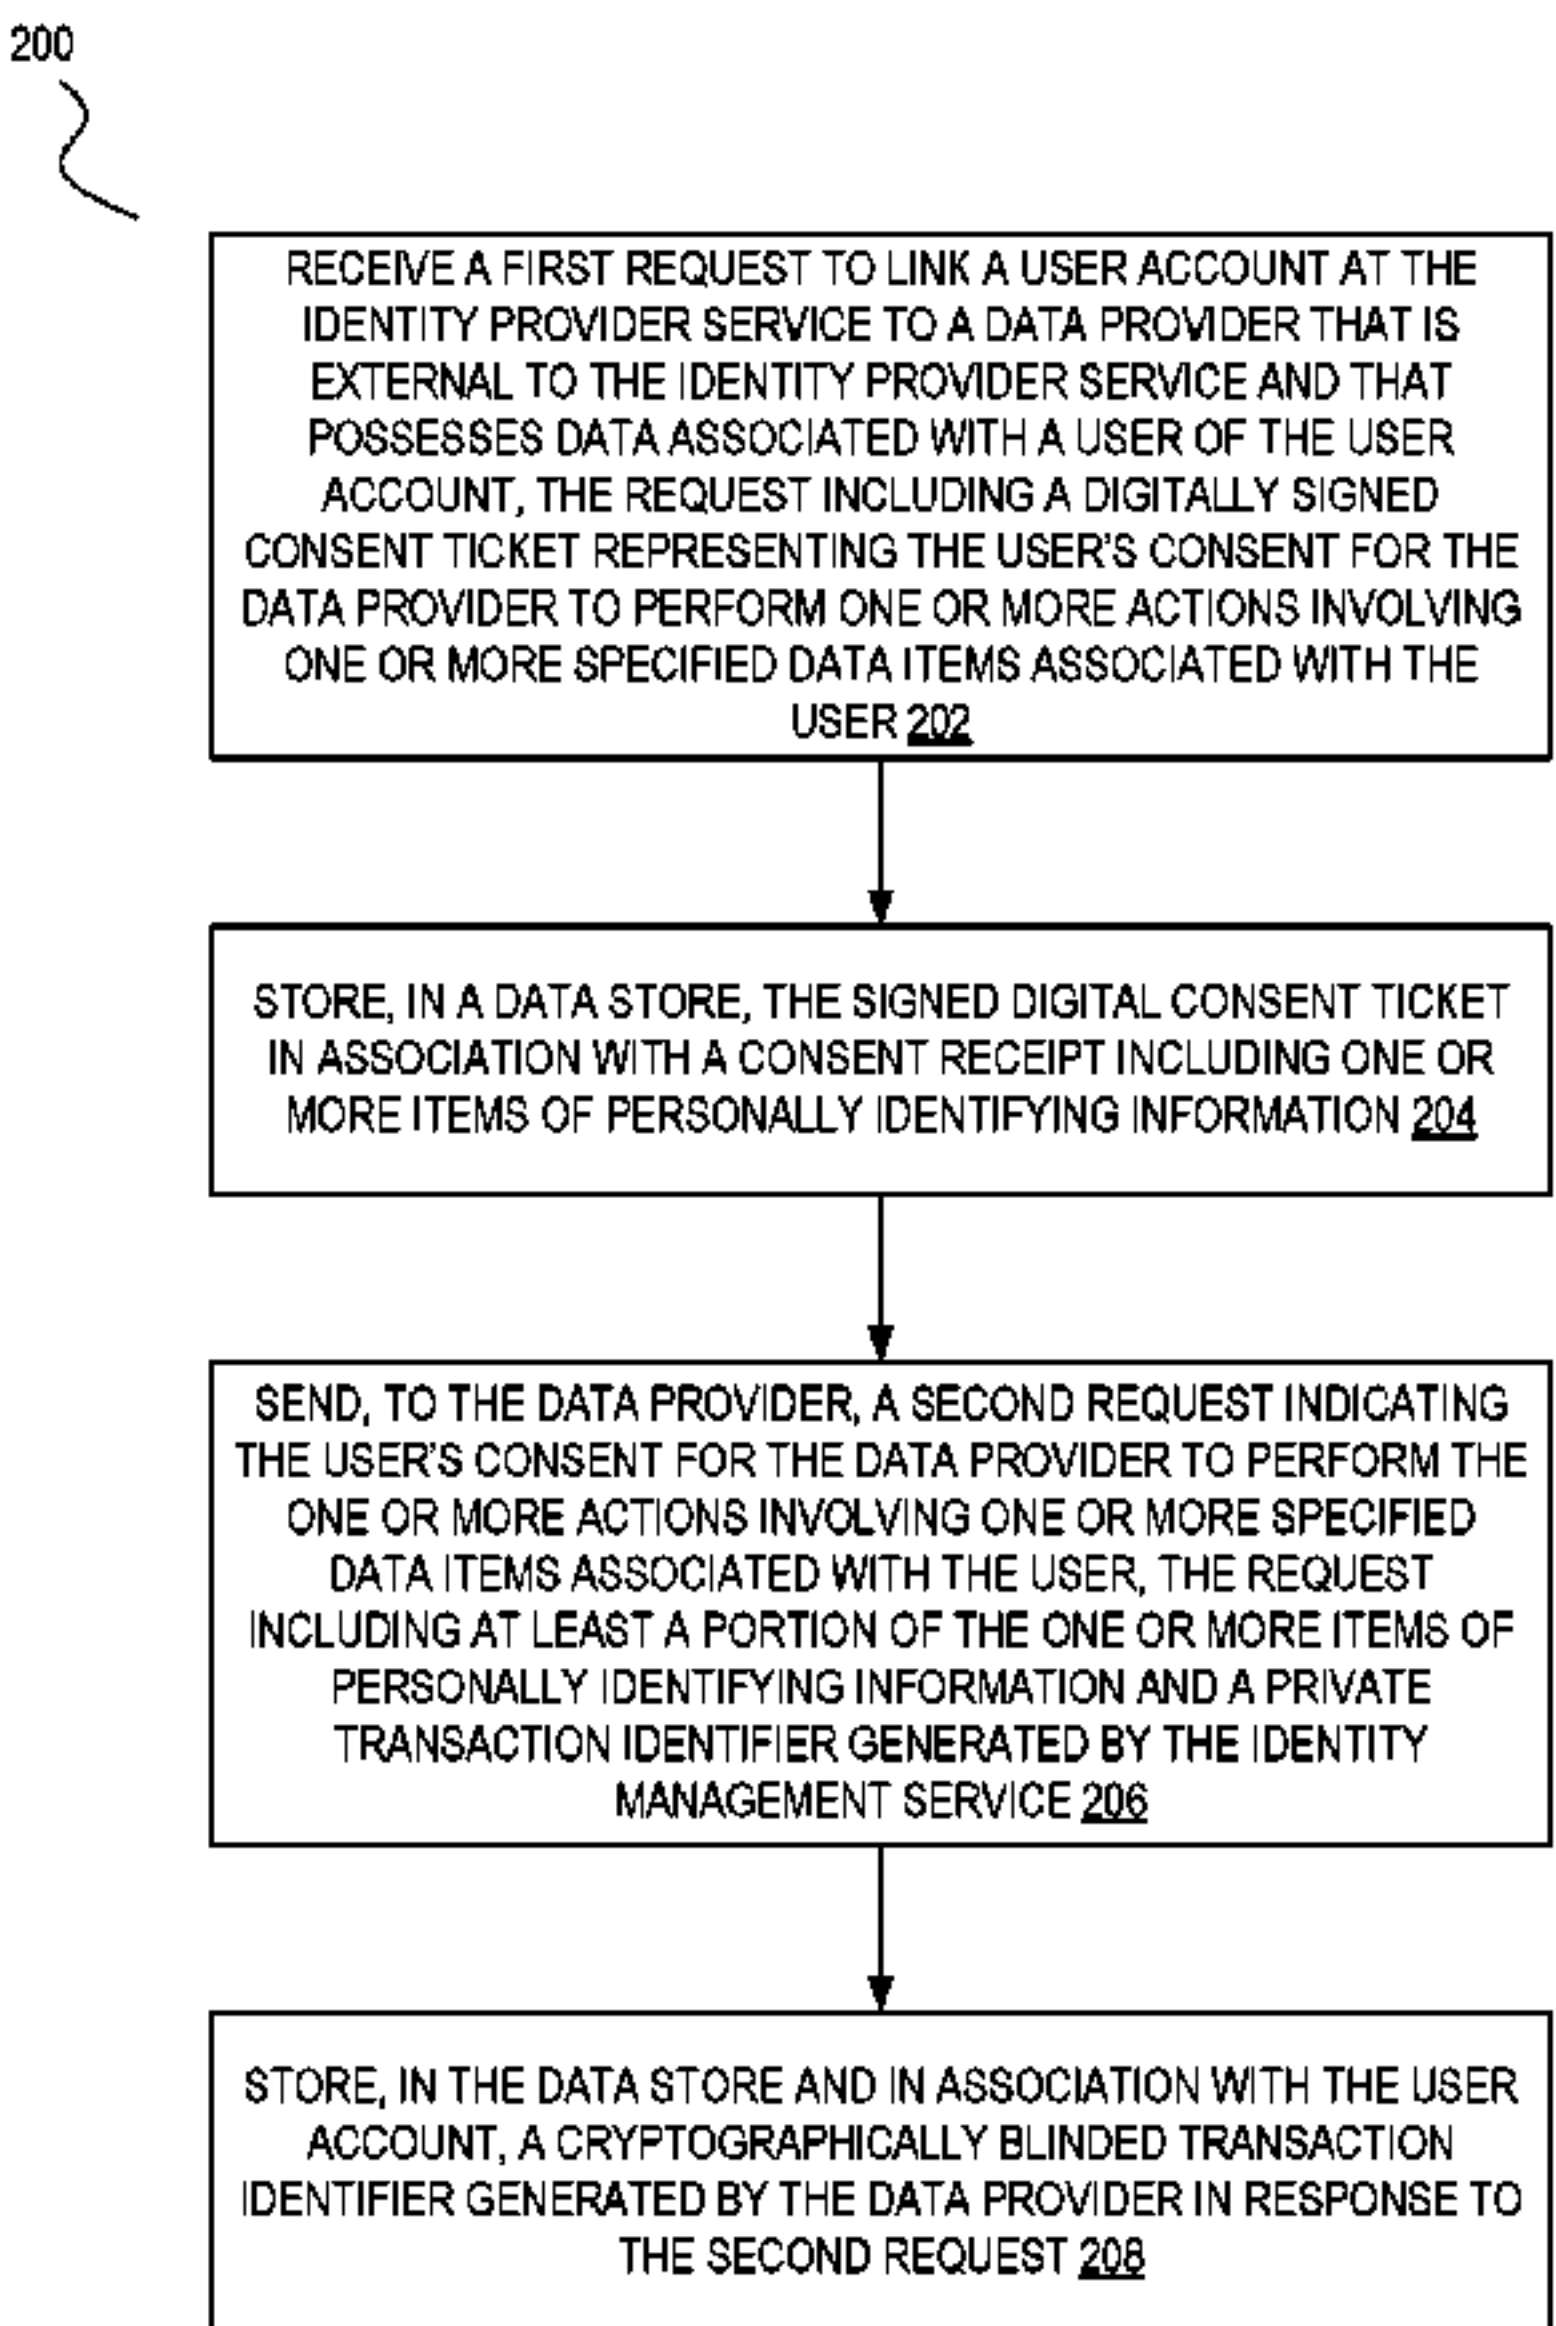 200
RECEIVE A FIRST REQUEST TO LINK A USER ACCOUNT AT THE
IDENTITY PROVIDER SERVICE TO A DATA PROVIDER THAT IS
EXTERNAL TO THE IDENTITY PROVIDER SERVICE AND THAT
POSSESSES DATA ASSOCIATED WITH A USER OF THE USER
ACCOUNT, THE REQUEST INCLUDING A DIGITALLY SIGNED
CONSENT TICKET REPRESENTING THE USER'S CONSENT FOR THE
DATA PROVIDER TO PERFORM ONE OR MORE ACTIONS INVOLVING
ONE OR MORE SPECIFIED DATA ITEMS ASSOCIATED WITH THE
USER 202
STORE, IN A DATA STORE, THE SIGNED DIGITAL CONSENT TICKET
IN ASSOCIATION WITH A CONSENT RECEIPT INCLUDING ONE OR
MORE ITEMS OF PERSONALLY IDENTIFYING INFORMATION 204
SEND, TO THE DATA PROVIDER, A SECOND REQUEST INDICATING
THE USER'S CONSENT FOR THE DATA PROVIDER TO PERFORM THE
ONE OR MORE ACTIONS INVOLVING ONE OR MORE SPECIFIED
DATA ITEMS ASSOCIATED WITH THE USER, THE REQUEST
INCLUDING AT LEAST A PORTION OF THE ONE OR MORE ITEMS OF
PERSONALLY IDENTIFYING INFORMATION AND A PRIVATE
TRANSACTION IDENTIFIER GENERATED BY THE IDENTITY
MANAGEMENT SERVICE 206
STORE, IN THE DATA STORE AND IN ASSOCIATION WITH THE USER
ACCOUNT, A CRYPTOGRAPHICALLY BLINDED TRANSACTION
IDENTIFIER GENERATED BY THE DATA PROVIDER IN RESPONSE TO
THE SECOND REQUEST 208